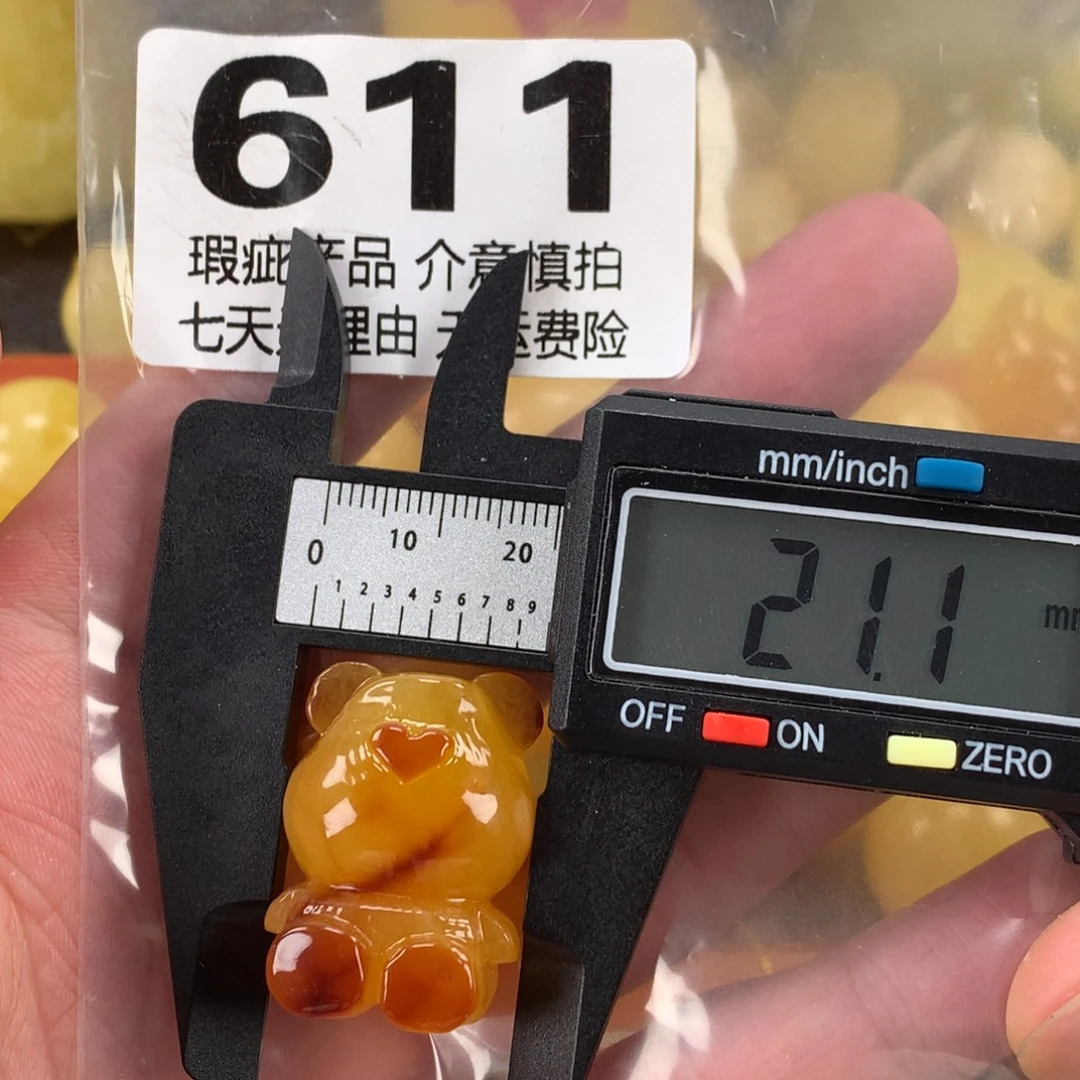 611
瑕疵产品 介意慎拍
七天 理由 运费险
mm/inch
0 10 20
1 2 3 4 5 6 7 8 9
21.1
OFF ON ZERO